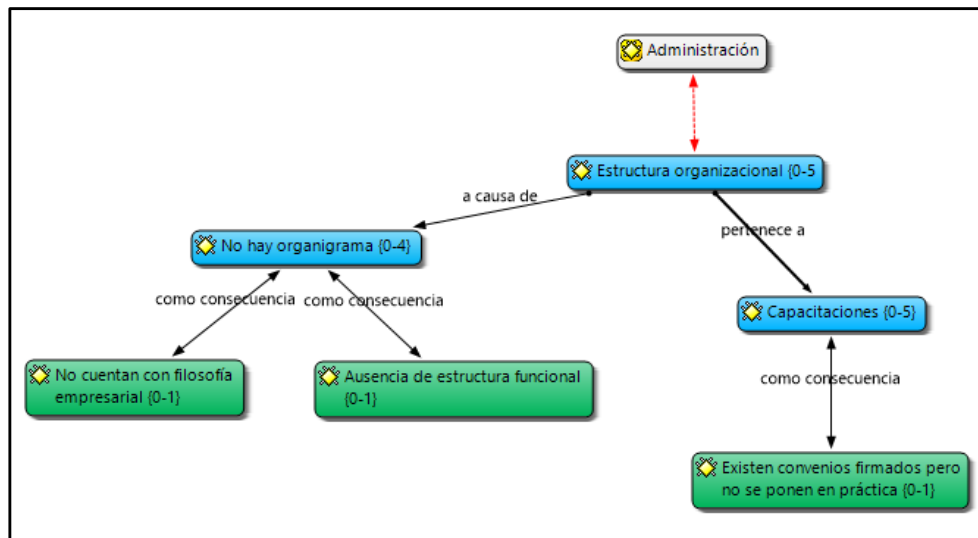 Administración
Estructura organizacional {0-5
a causa de
pertenece a
No hay organigrama {0-4}
como consecuencia
como consecuencia
Capacitaciones {0-5}
No cuentan con filosofía
empresarial {0-1}
Ausencia de estructura funcional
{0-1}
como consecuencia
Existen convenios firmados pero
no se ponen en práctica {0-1}